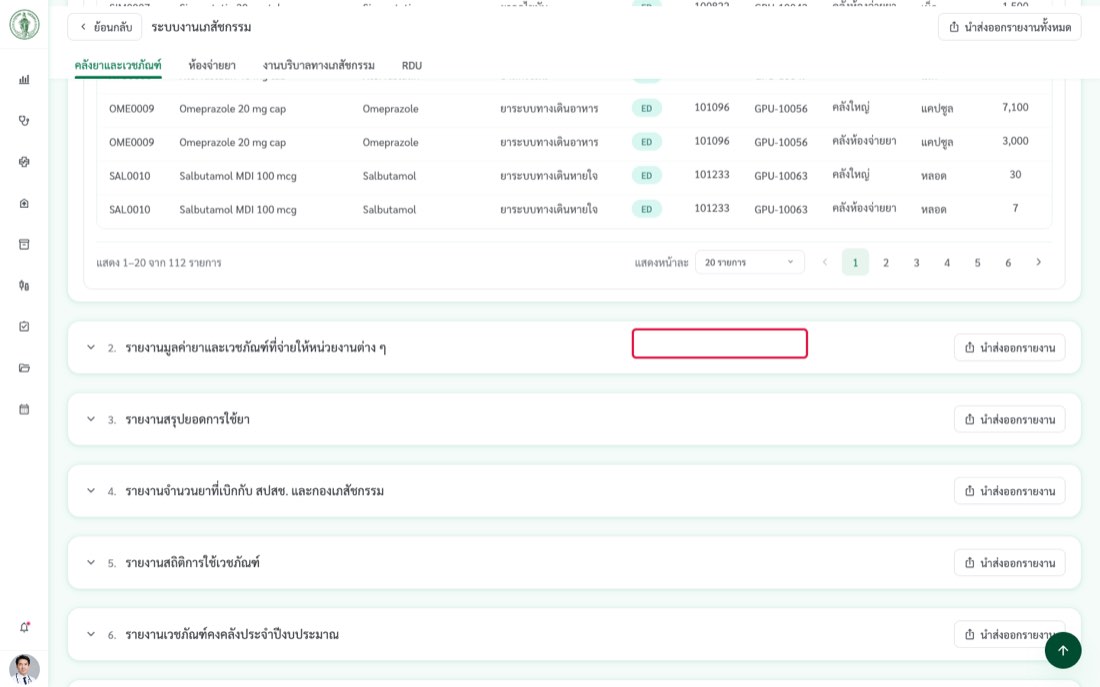 ย้อนกลับ ระบบงานเภสัชกรรม นำส่งออกรายงานทั้งหมด
คลังยาและเวชภัณฑ์ ห้องจ่ายยา งานบริบาลทางเภสัชกรรม RDU
OME0009 Omeprazole 20 mg cap Omeprazole ยาระบบทางเดินอาหาร ED 101096 GPU-10056 คลังใหญ่ แคปซูล 7,100
OME0009 Omeprazole 20 mg cap Omeprazole ยาระบบทางเดินอาหาร ED 101096 GPU-10056 คลังห้องจ่ายยา แคปซูล 3,000
SAL0010 Salbutamol MDI 100 mcg Salbutamol ยาระบบทางเดินหายใจ ED 101233 GPU-10063 คลังใหญ่ หลอด 30
SAL0010 Salbutamol MDI 100 mcg Salbutamol ยาระบบทางเดินหายใจ ED 101233 GPU-10063 คลังห้องจ่ายยา หลอด 7
แสดง 1–20 จาก 112 รายการ แสดงหน้าละ 20 รายการ 1 2 3 4 5 6
2. รายงานมูลค่ายาและเวชภัณฑ์ที่จ่ายให้หน่วยงานต่าง ๆ นำส่งออกรายงาน
3. รายงานสรุปยอดการใช้ยา นำส่งออกรายงาน
4. รายงานจำนวนยาที่เบิกกับ สปสช. และกองเภสัชกรรม นำส่งออกรายงาน
5. รายงานสถิติการใช้เวชภัณฑ์ นำส่งออกรายงาน
6. รายงานเวชภัณฑ์คงคลังประจำปีงบประมาณ นำส่งออกรายงาน